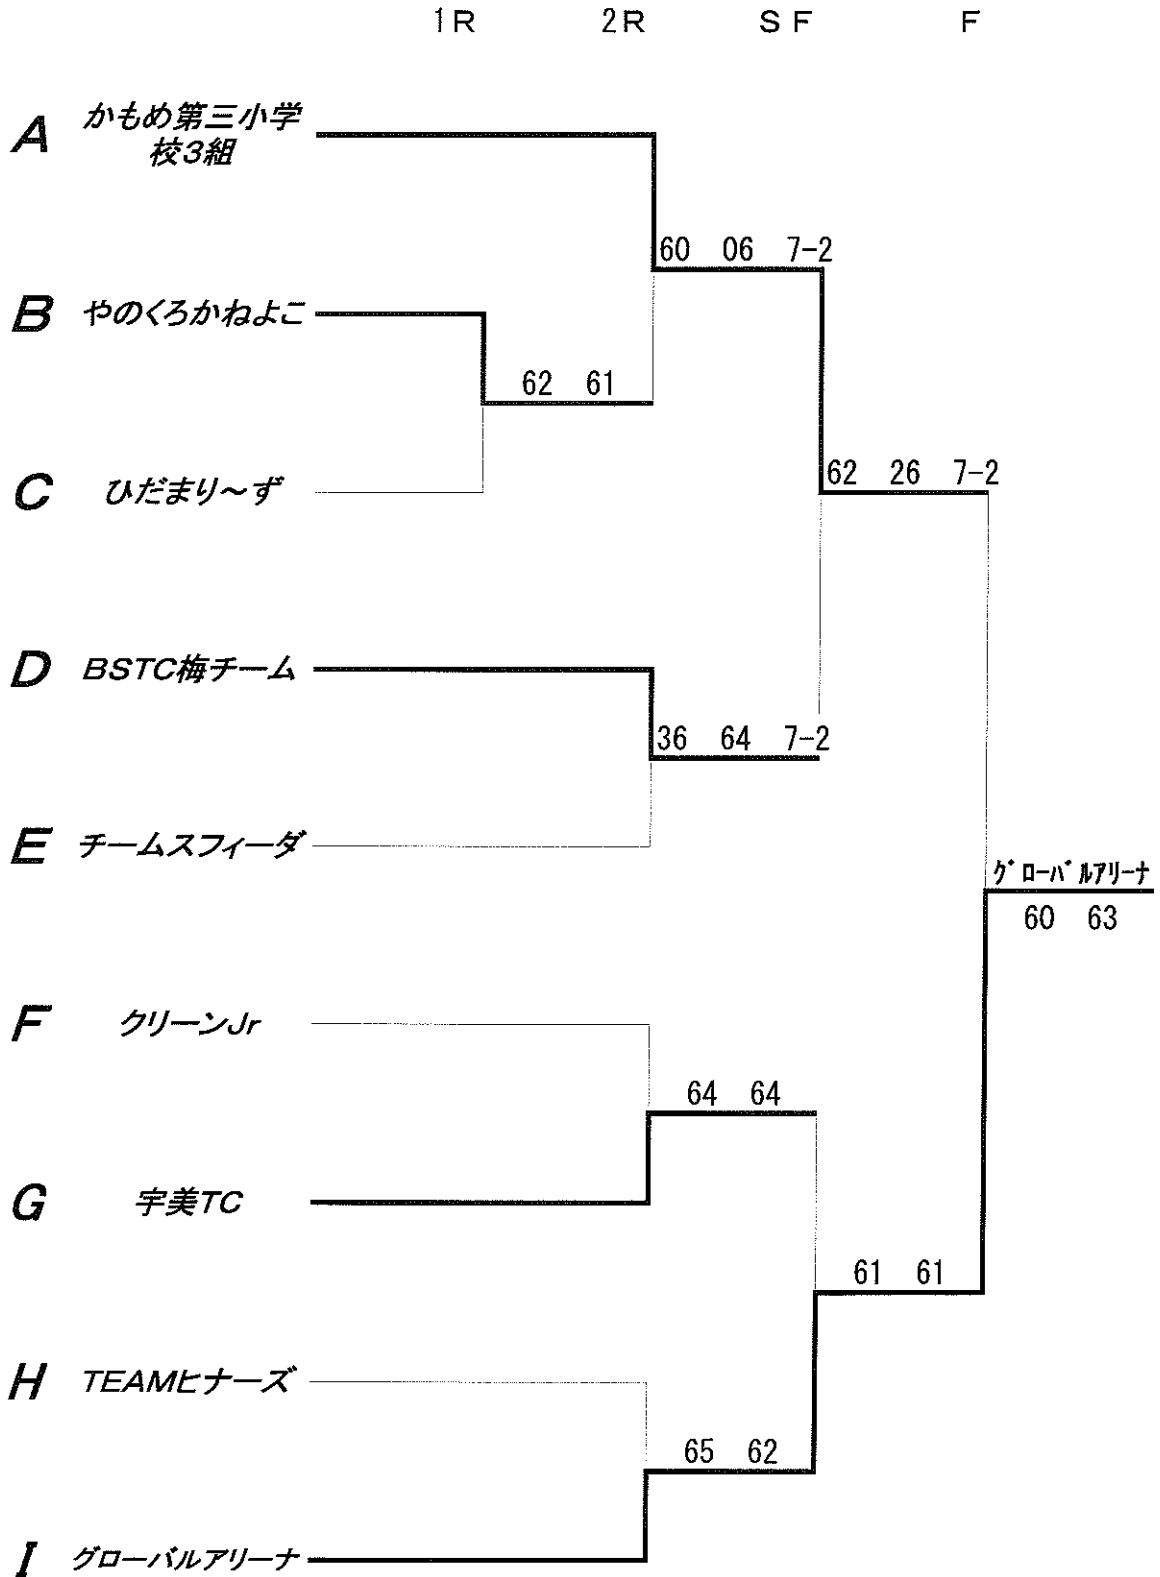 1R 2R SF F
A かもめ第三小学
校3組
60 06 7-2
B やのくろかねよこ
62 61
C ひだまり～ず
62 26 7-2
D BSTC梅チーム
36 64 7-2
E チームスフィーダ
グローバルアリーナ
60 63
F クリーンJr
64 64
G 宇美TC
61 61
H TEAMヒナーズ
65 62
I グローバルアリーナ